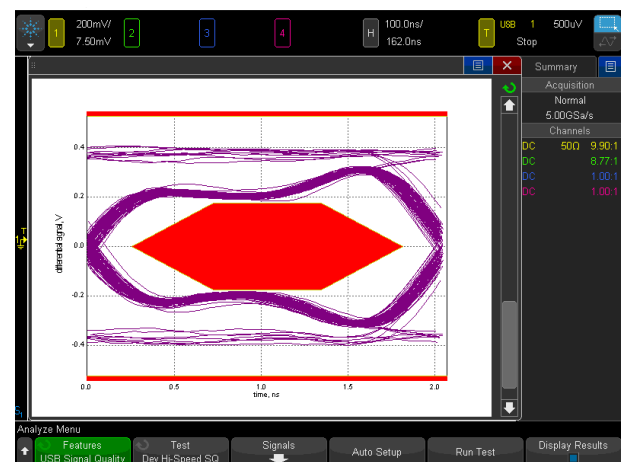 1 200mV/ 2 3 4 H 100.0ns/ T USB 1 500uV
7.50mV 162.0ns Stop
Summary
Acquisition
Normal
5.00GSa/s
Channels
DC 50Ω 9.90:1
DC 8.77:1
DC 1.00:1
DC 1.00:1
T
1
differential signal, V
0.4
0.2
0.0
-0.2
-0.4
0.0 0.5 1.0 1.5 2.0
time, ns
S1
Analyze Menu
Features Test Signals Auto Setup Run Test Display Results
USB Signal Quality Dev Hi-Speed SQ